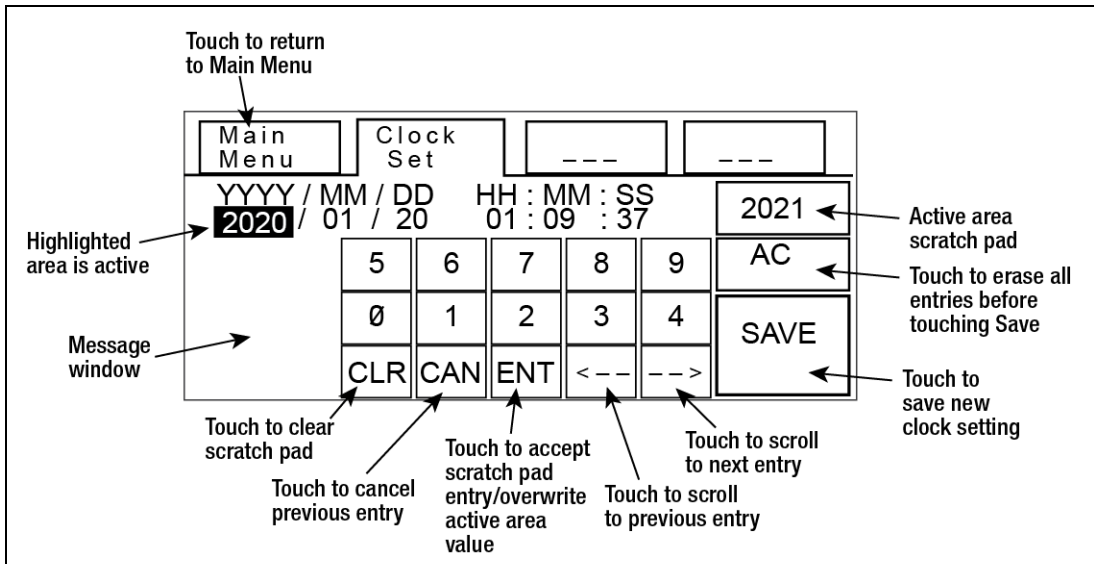 Touch to return
to Main Menu
Main
Menu
Clock
Set
---
---
YYYY / MM / DD HH : MM : SS
2020 / 01 / 20 01 : 09 : 37
2021
Active area
scratch pad
Highlighted
area is active
5 6 7 8 9
AC
Touch to erase all
entries before
touching Save
Ø 1 2 3 4
SAVE
Message
window
CLR CAN ENT <-- -->
Touch to
save new
clock setting
Touch to clear
scratch pad
Touch to cancel
previous entry
Touch to accept
scratch pad
entry/overwrite
active area
value
Touch to scroll
to previous entry
Touch to scroll
to next entry